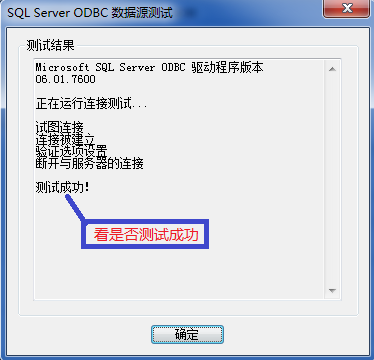 SQL Server ODBC 数据源测试
测试结果
Microsoft SQL Server ODBC 驱动程序版本
06.01.7600
正在运行连接测试...
试图连接
连接被建立
验证选项设置
断开与服务器的连接
测试成功!
看是否测试成功
确定